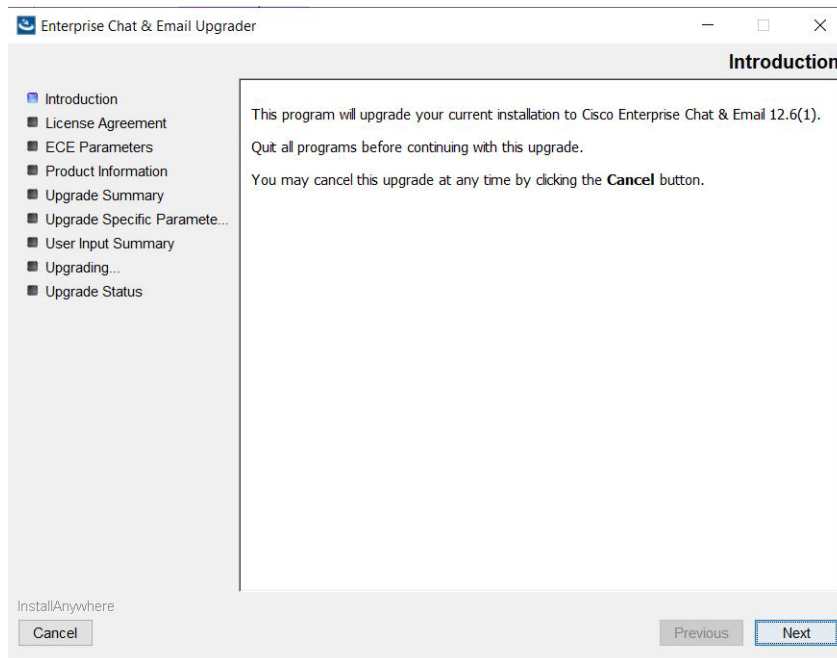 Enterprise Chat & Email Upgrader
Introduction
Introduction
License Agreement
ECE Parameters
Product Information
Upgrade Summary
Upgrade Specific Paramete...
User Input Summary
Upgrading...
Upgrade Status
This program will upgrade your current installation to Cisco Enterprise Chat & Email 12.6(1).
Quit all programs before continuing with this upgrade.
You may cancel this upgrade at any time by clicking the Cancel button.
InstallAnywhere
Cancel
Previous
Next